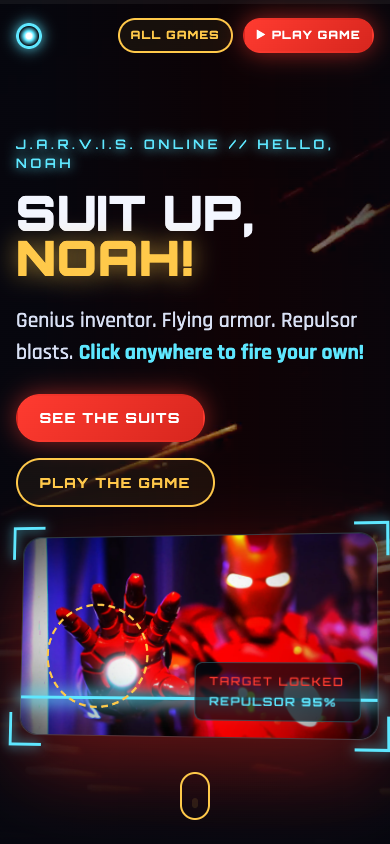 ALL GAMES
▶ PLAY GAME
J.A.R.V.I.S. ONLINE // HELLO,
NOAH
SUIT UP,
NOAH!
Genius inventor. Flying armor. Repulsor
blasts. Click anywhere to fire your own!
SEE THE SUITS
PLAY THE GAME
TARGET LOCKED
REPULSOR 95%